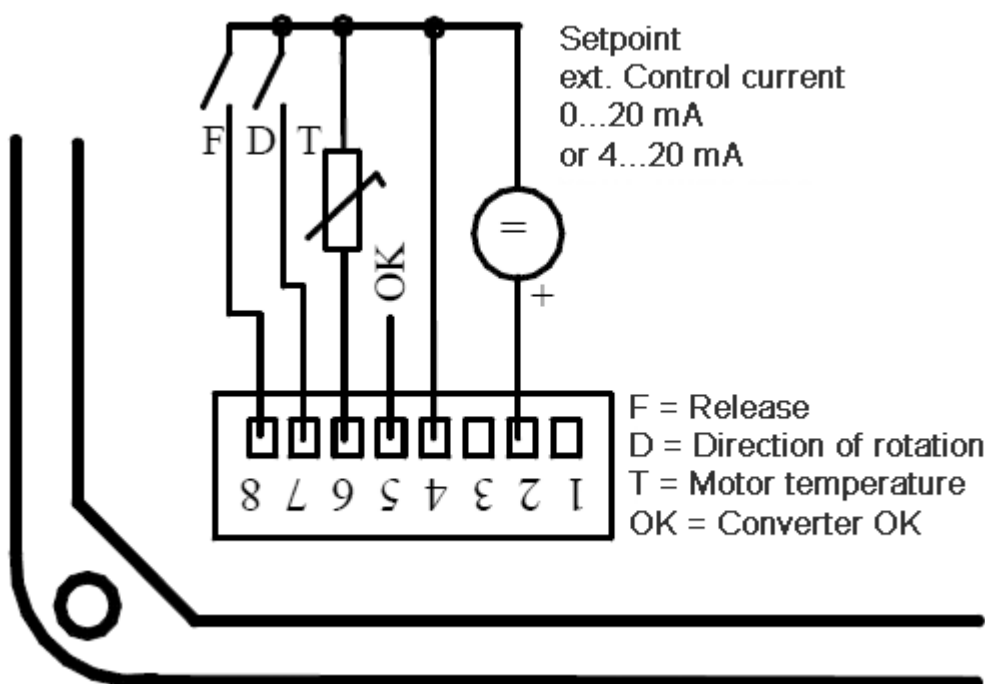 Setpoint
ext. Control current
0...20 mA
or 4...20 mA
F D T
=
OK
+
F = Release
D = Direction of rotation
T = Motor temperature
OK = Converter OK
8 7 6 5 4 3 2 1